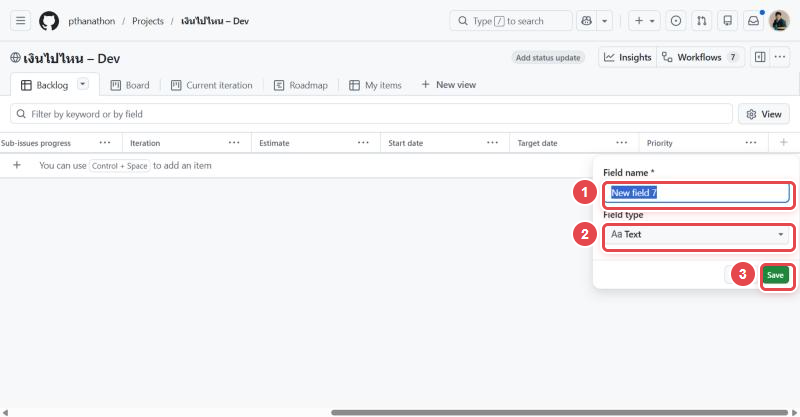 pthanathon / Projects / เงินไปไหน – Dev
Type / to search
เงินไปไหน – Dev
Add status update
Insights
Workflows 7
Backlog
Board
Current iteration
Roadmap
My items
+ New view
Filter by keyword or by field
View
Sub-issues progress
Iteration
Estimate
Start date
Target date
Priority
You can use Control + Space to add an item
Field name *
1
New field 7
Field type
2
Aa Text
3
Save